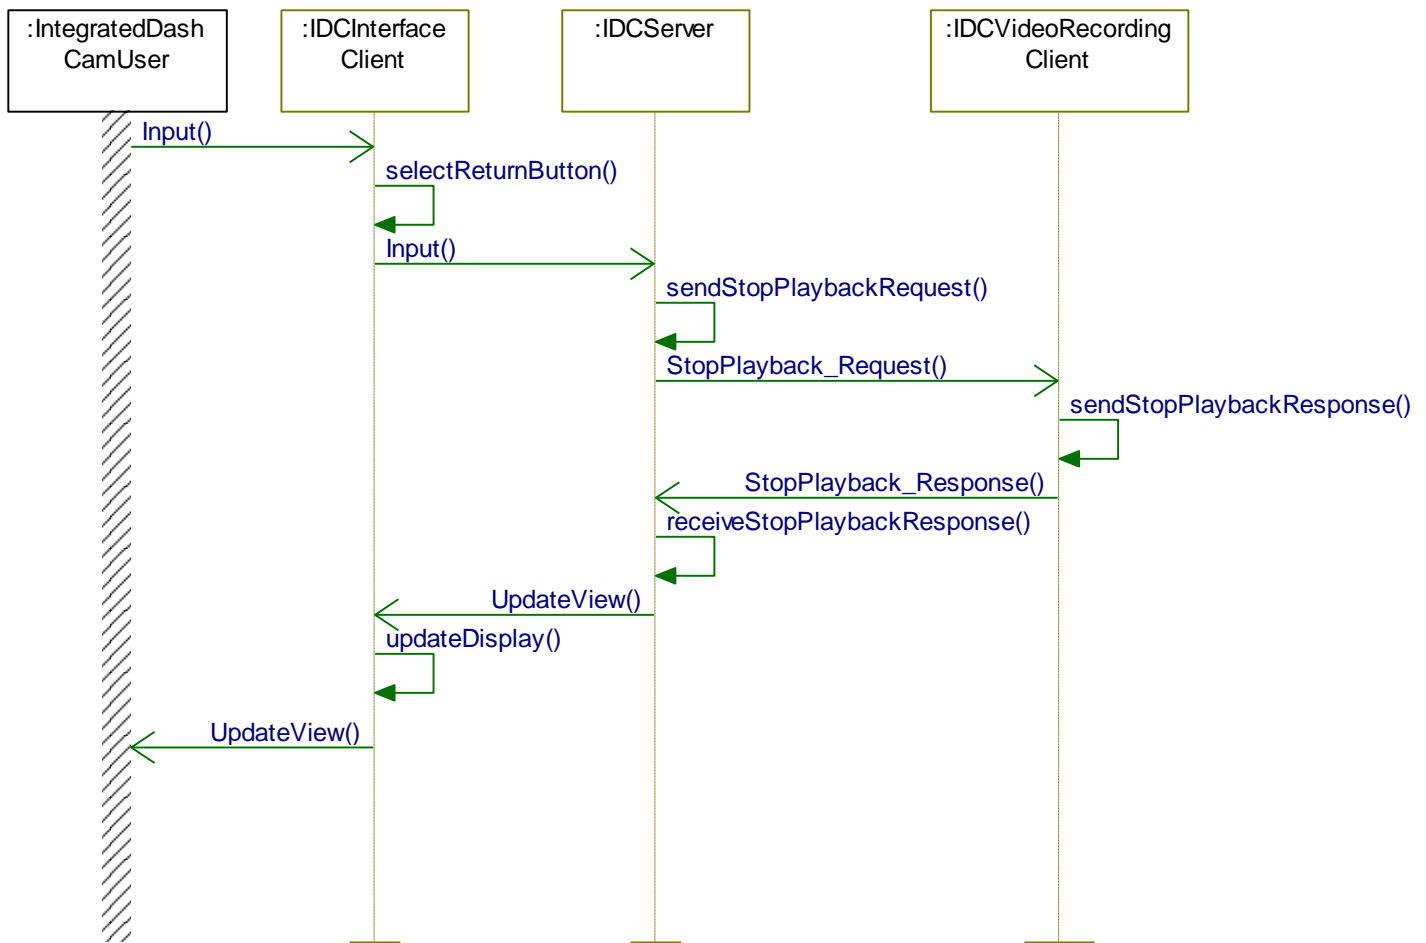 :IntegratedDash
CamUser
:IDCInterface
Client
:IDCServer
:IDCVideoRecording
Client
Input()
selectReturnButton()
Input()
sendStopPlaybackRequest()
StopPlayback_Request()
sendStopPlaybackResponse()
StopPlayback_Response()
receiveStopPlaybackResponse()
UpdateView()
updateDisplay()
UpdateView()